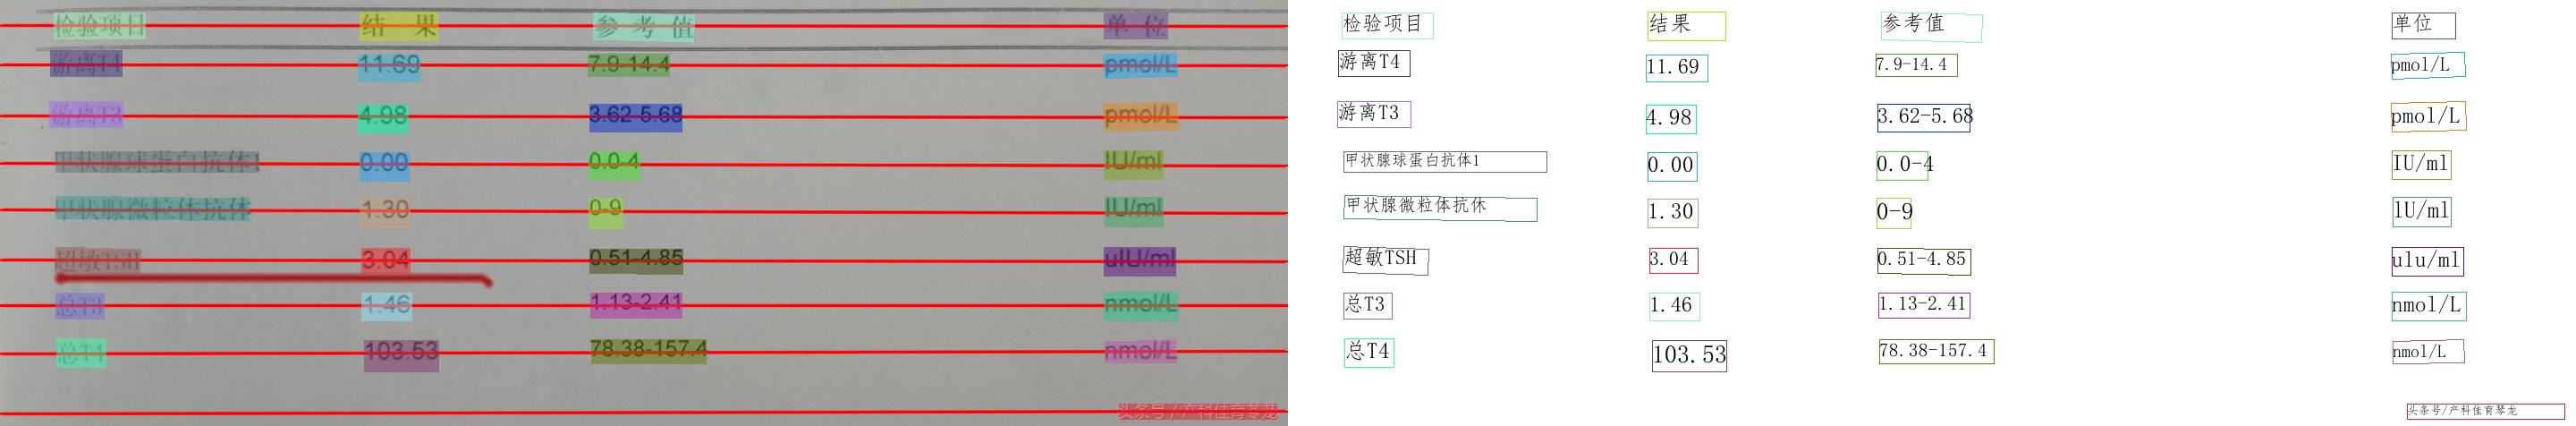 检验项目 结 果 参 考 值 单 位
游离T4 11.69 7.9-14.4 pmol/L
游离T3 4.98 3.62-5.68 pmol/L
甲状腺球蛋白抗体1 0.00 0.0-4 IU/ml
甲状腺微粒体抗体 1.30 0-9 IU/ml
超敏TSH 3.04 0.51-4.85 uIU/ml
总T3 1.46 1.13-2.41 nmol/L
总T4 103.53 78.38-157.4 nmol/L
头条号/产科佳育琴龙
检验项目 结果 参考值 单位
游离T4 11.69 7.9-14.4 pmol/L
游离T3 4.98 3.62-5.68 pmol/L
甲状腺球蛋白抗体1 0.00 0.0-4 IU/ml
甲状腺微粒体抗休 1.30 0-9 lU/ml
超敏TSH 3.04 0.51-4.85 ulu/ml
总T3 1.46 1.13-2.41 nmol/L
总T4 103.53 78.38-157.4 nmol/L
头条号/产科佳育琴龙